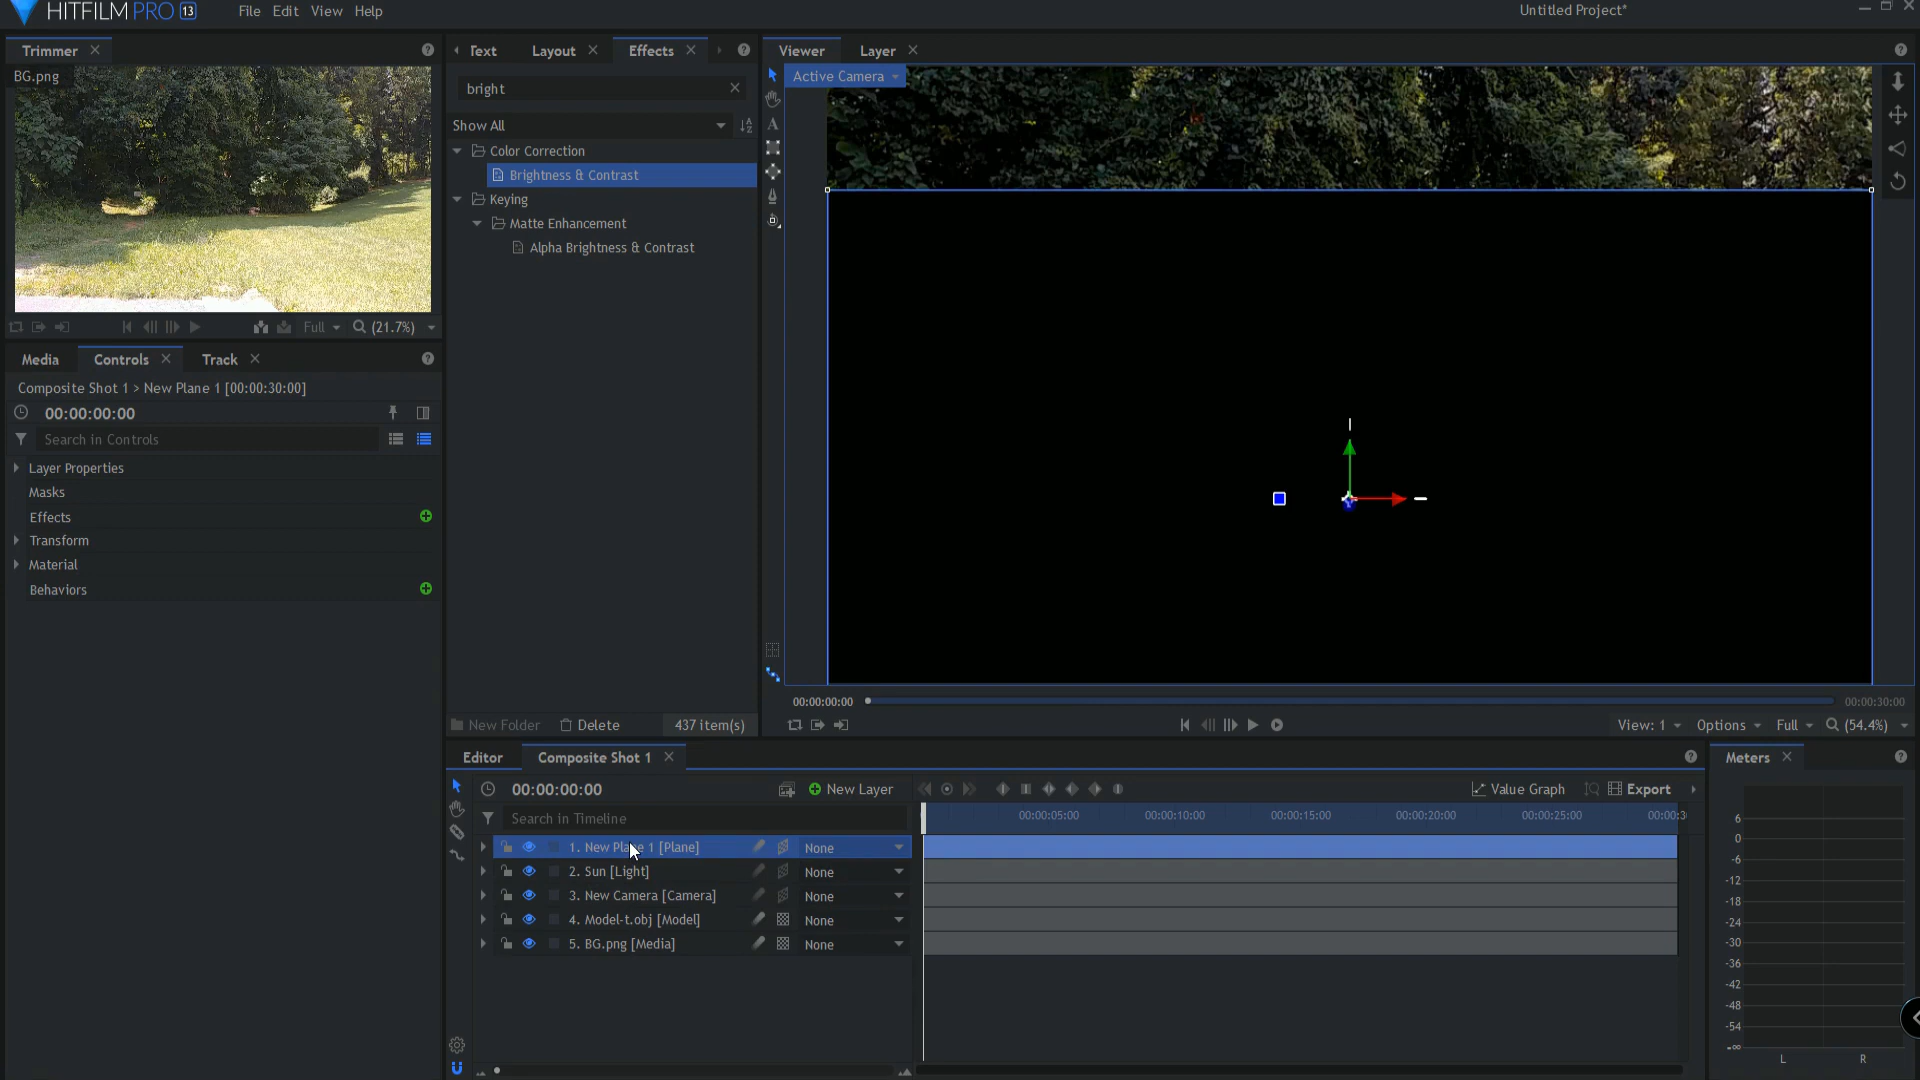 HITFILM PRO 13
File Edit View Help
Untitled Project*
Trimmer
BG.png
Full
(21.7%)
Text
Layout
Effects
bright
Show All
Color Correction
Brightness & Contrast
Keying
Matte Enhancement
Alpha Brightness & Contrast
New Folder
Delete
437 item(s)
Viewer
Layer
Active Camera
00:00:00:00
00:00:30:00
View: 1
Options
Full
(54.4%)
Media
Controls
Track
Composite Shot 1 > New Plane 1 [00:00:30:00]
00:00:00:00
Search in Controls
Layer Properties
Masks
Effects
Transform
Material
Behaviors
Editor
Composite Shot 1
00:00:00:00
New Layer
Value Graph
Export
Search in Timeline
00:00:05:00
00:00:10:00
00:00:15:00
00:00:20:00
00:00:25:00
00:00:3
1. New Plane 1 [Plane] None
2. Sun [Light] None
3. New Camera [Camera] None
4. Model-t.obj [Model] None
5. BG.png [Media] None
Meters
6
0
-6
-12
-18
-24
-30
-36
-42
-48
-54
-∞
L
R